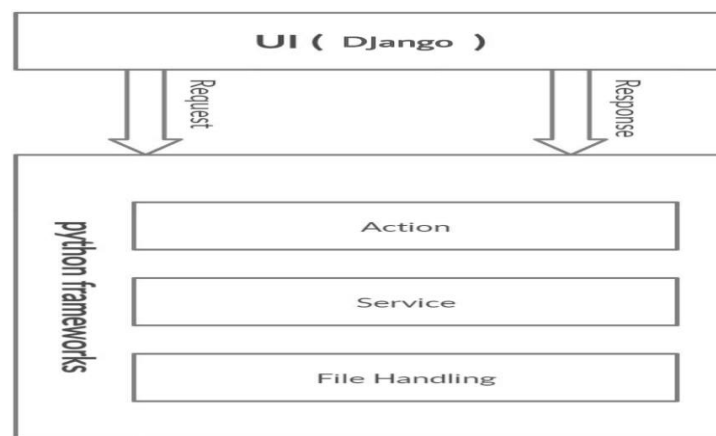 UI ( DJango )
Request
Response
python frameworks
Action
Service
File Handling